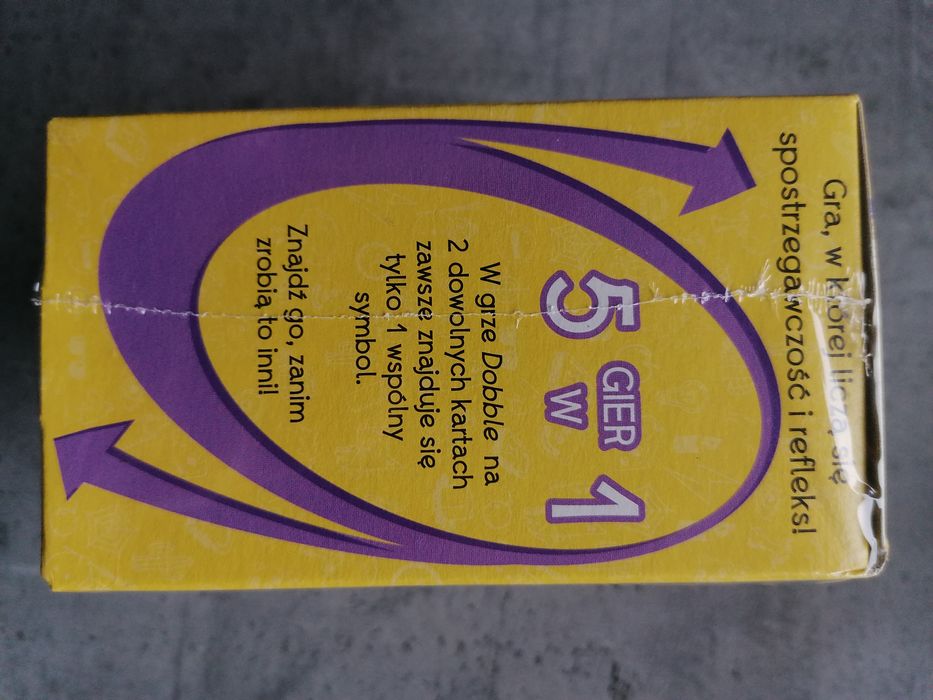 Gra, w której liczą się
spostrzegawczość i refleks!
5 GIER
W 1
W grze Dobble na
2 dowolnych kartach
zawsze znajduje się
tylko 1 wspólny
symbol.
Znajdź go, zanim
zrobią to inni!